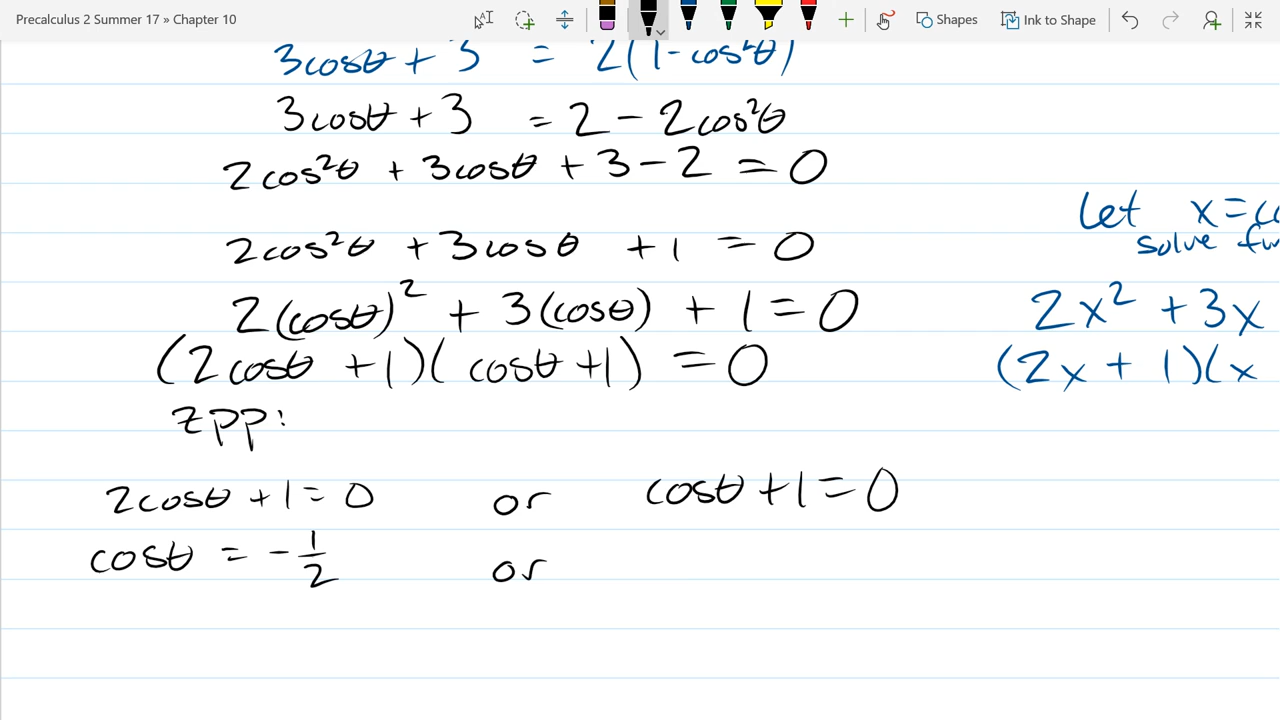 Precalculus 2 Summer 17 » Chapter 10
Shapes
Ink to Shape
3cosθ + 3 = 2(1-cos²θ)
3cosθ + 3 = 2 - 2cos²θ
2cos²θ + 3cosθ + 3 - 2 = 0
let x = co
solve
2cos²θ + 3cosθ + 1 = 0
2(cosθ)² + 3(cosθ) + 1 = 0
2x² + 3x
(2cosθ + 1)(cosθ + 1) = 0
(2x + 1)(x
ZPP:
2cosθ + 1 = 0 or cosθ + 1 = 0
cosθ = -1/2 or